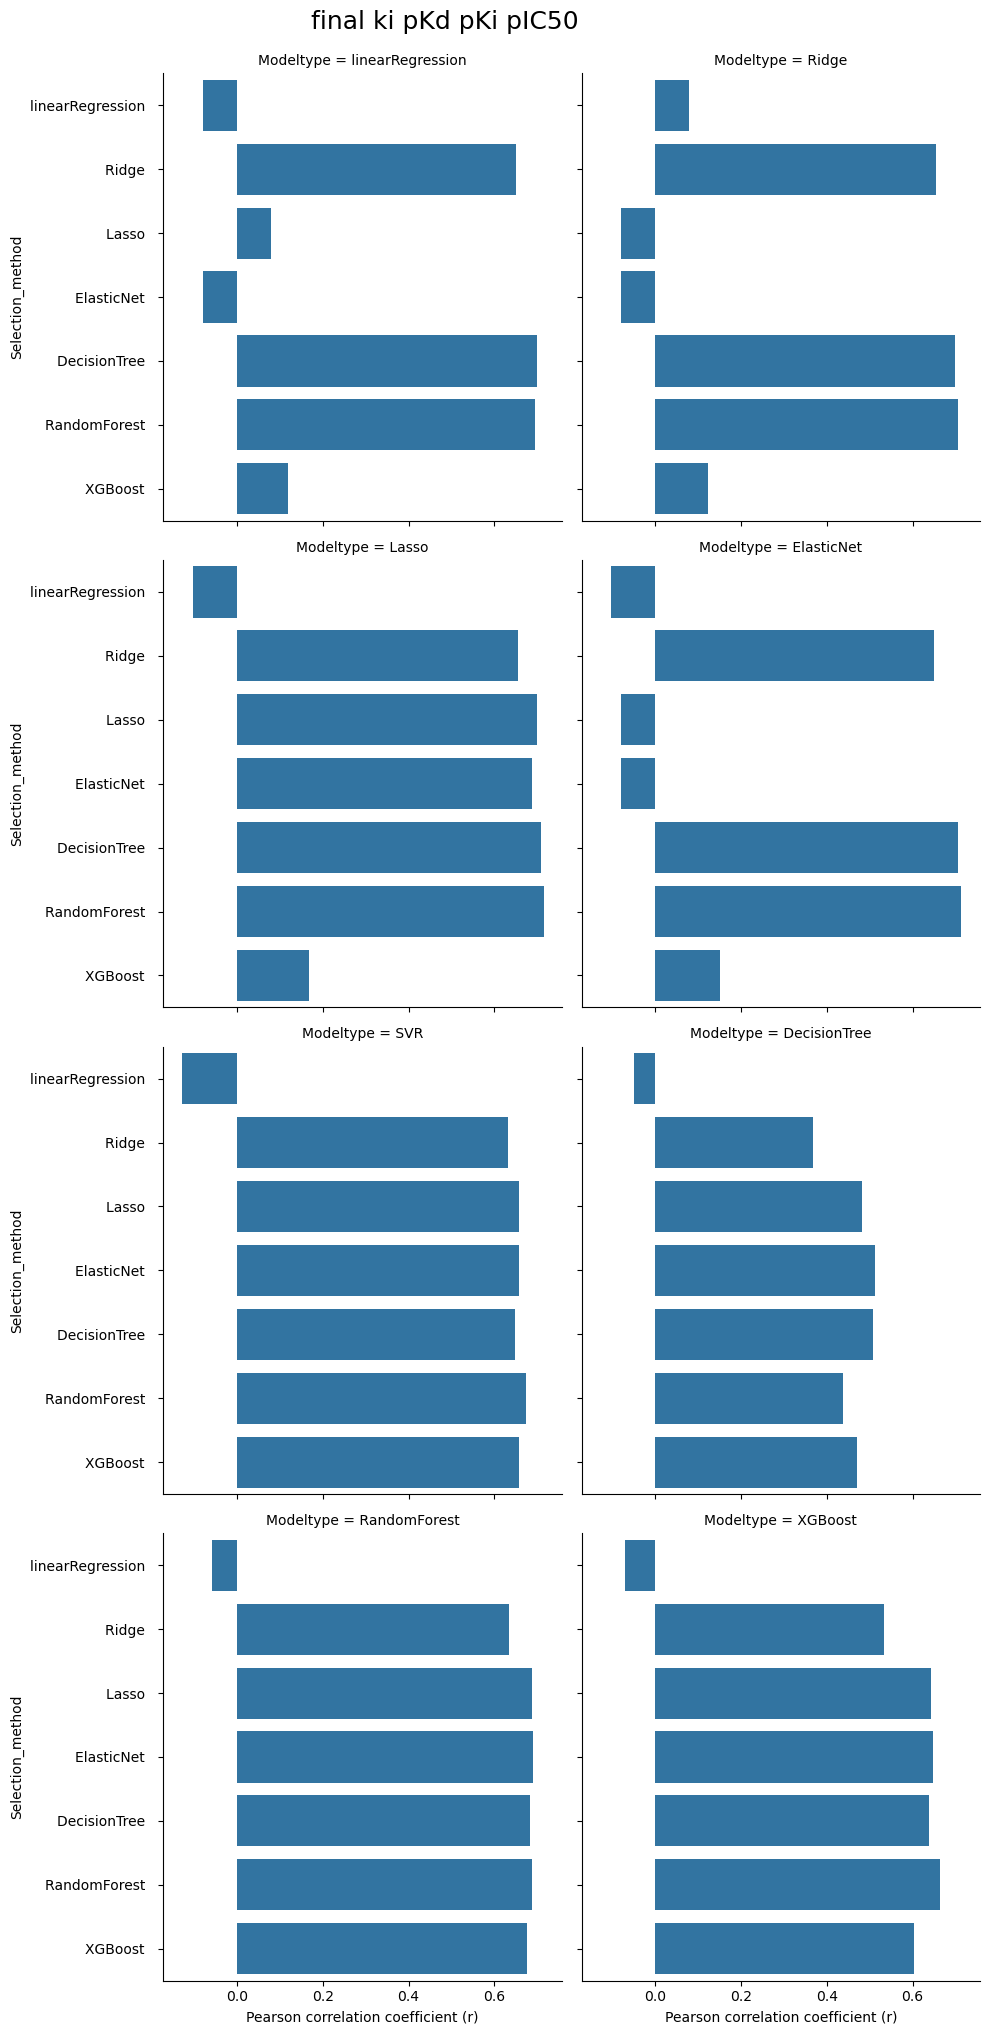 final ki pKd pKi pIC50
Modeltype = linearRegression
Modeltype = Ridge
Selection_method
linearRegression
Ridge
Lasso
ElasticNet
DecisionTree
RandomForest
XGBoost
Modeltype = Lasso
Modeltype = ElasticNet
Selection_method
linearRegression
Ridge
Lasso
ElasticNet
DecisionTree
RandomForest
XGBoost
Modeltype = SVR
Modeltype = DecisionTree
Selection_method
linearRegression
Ridge
Lasso
ElasticNet
DecisionTree
RandomForest
XGBoost
Modeltype = RandomForest
Modeltype = XGBoost
Selection_method
linearRegression
Ridge
Lasso
ElasticNet
DecisionTree
RandomForest
XGBoost
0.0 0.2 0.4 0.6
0.0 0.2 0.4 0.6
Pearson correlation coefficient (r)
Pearson correlation coefficient (r)